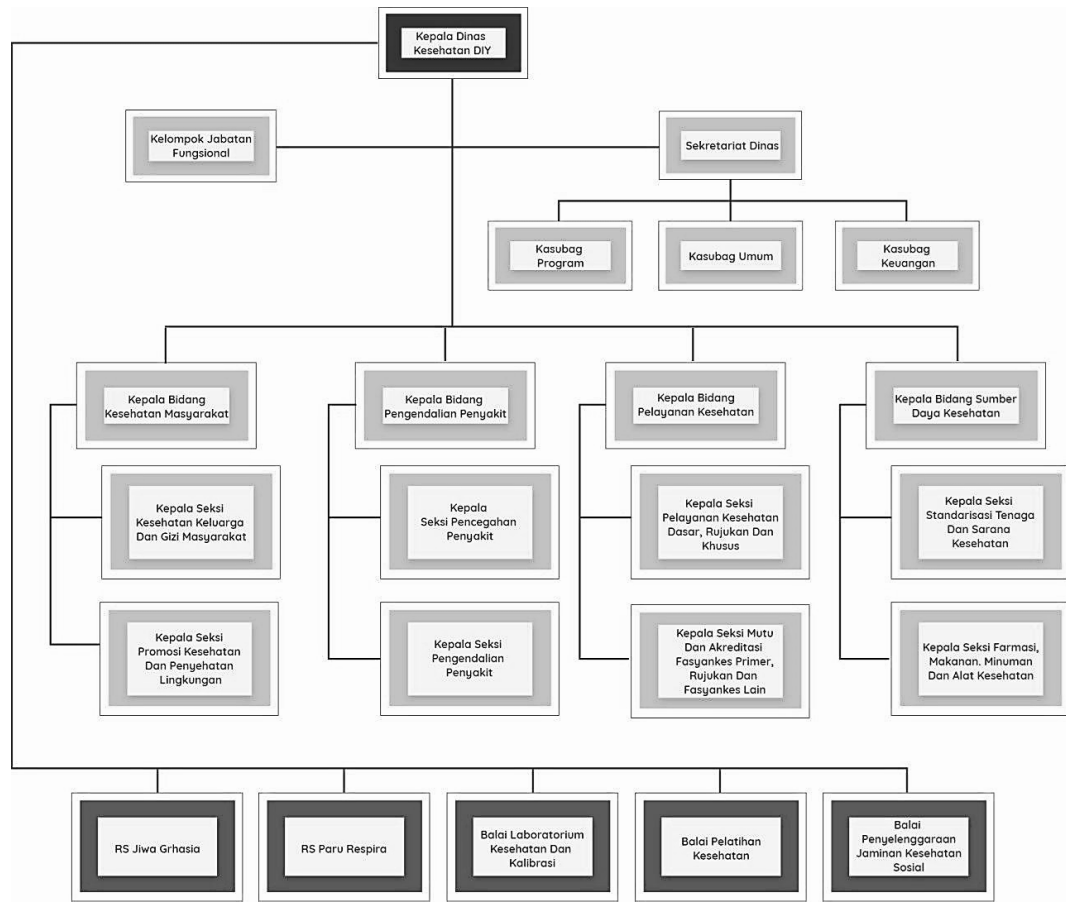 Kepala Dinas
Kesehatan DIY
Kelompok Jabatan
Fungsional
Sekretariat Dinas
Kasubag
Program
Kasubag Umum
Kasubag
Keuangan
Kepala Bidang
Kesehatan Masyarakat
Kepala Bidang
Pengendalian Penyakit
Kepala Bidang
Pelayanan Kesehatan
Kepala Bidang Sumber
Daya Kesehatan
Kepala Seksi
Kesehatan Keluarga
Dan Gizi Masyarakat
Kepala
Seksi Pencegahan
Penyakit
Kepala Seksi
Pelayanan Kesehatan
Dasar, Rujukan Dan
Khusus
Kepala Seksi
Standarisasi Tenaga
Dan Sarana
Kesehatan
Kepala Seksi
Promosi Kesehatan
Dan Penyehatan
Lingkungan
Kepala Seksi
Pengendalian
Penyakit
Kepala Seksi Mutu
Dan Akreditasi
Fasyankes Primer,
Rujukan Dan
Fasyankes Lain
Kepala Seksi Farmasi,
Makanan. Minuman
Dan Alat Kesehatan
RS Jiwa Grhasia
RS Paru Respira
Balai Laboratorium
Kesehatan Dan
Kalibrasi
Balai Pelatihan
Kesehatan
Balai
Penyelenggaraan
Jaminan Kesehatan
Sosial